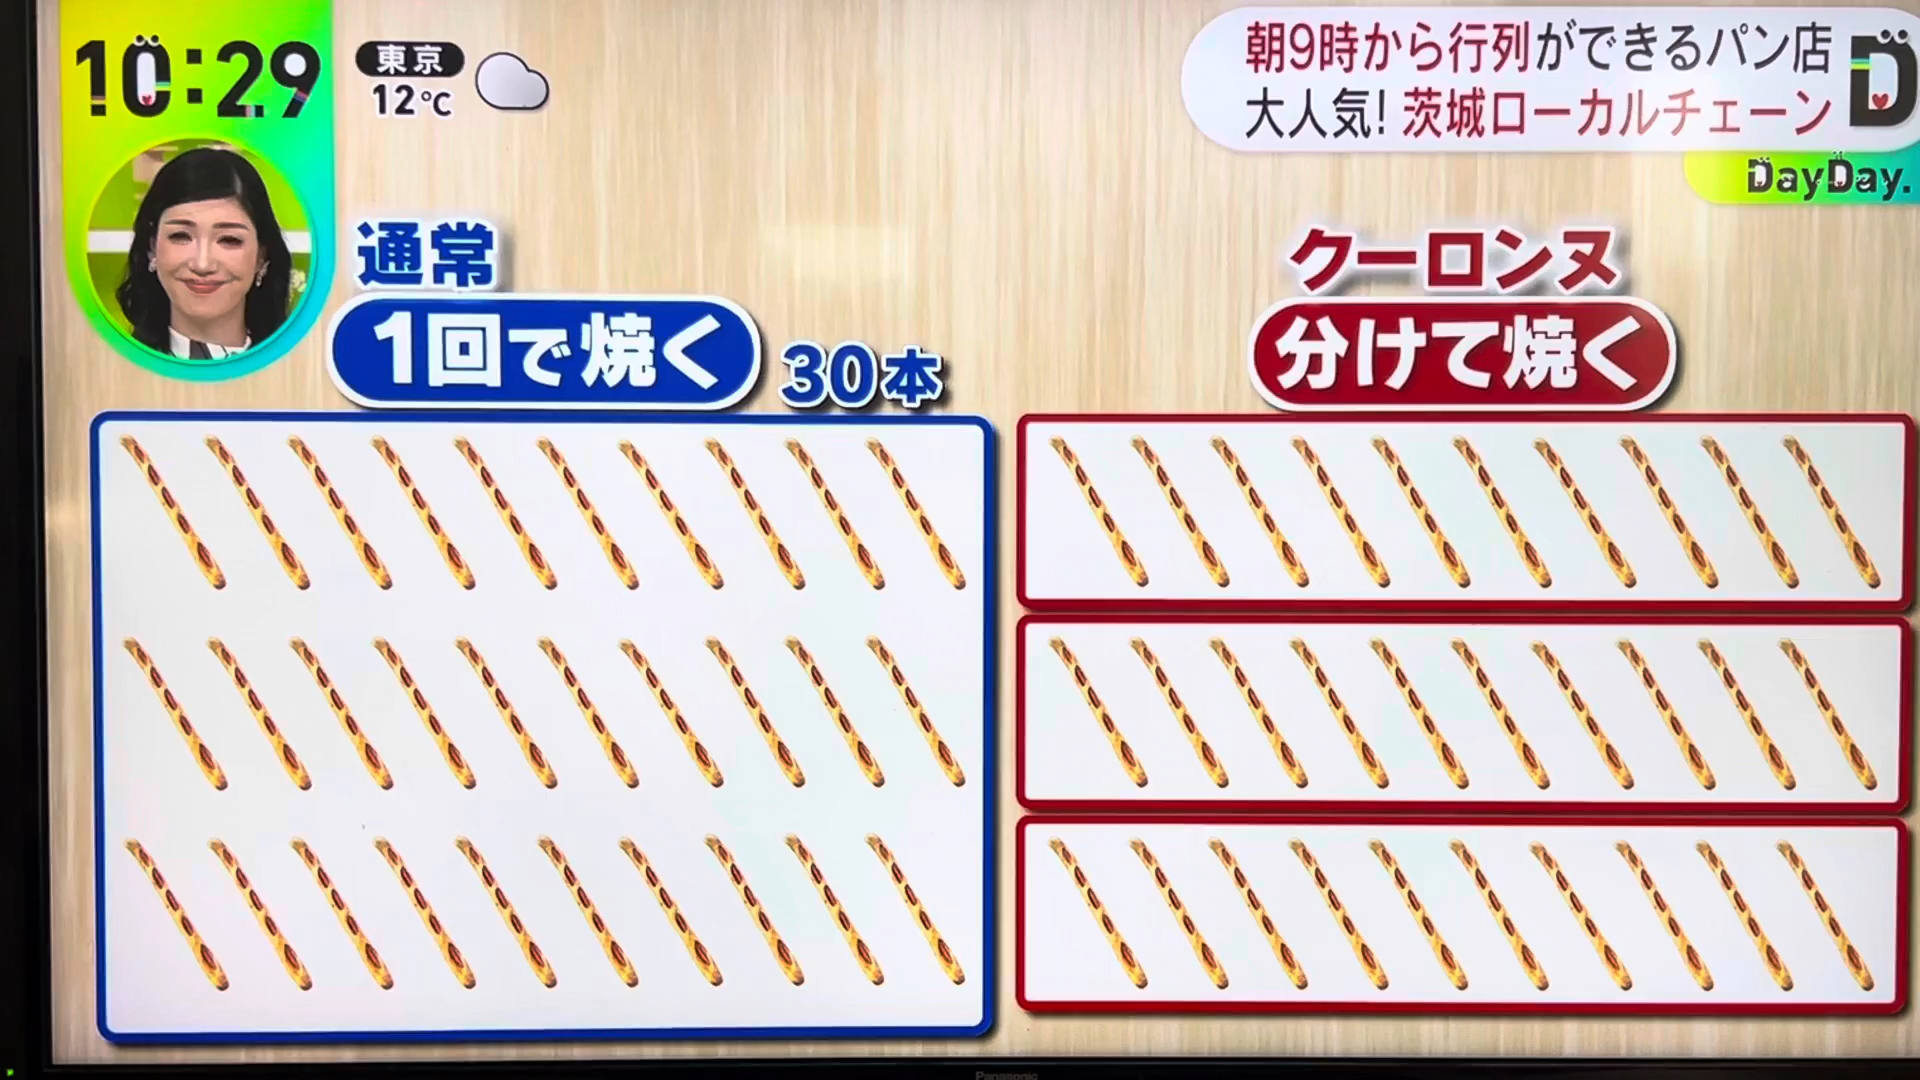 10:29
東京
12℃
朝9時から行列ができるパン店
大人気!茨城ローカルチェーン
D
DayDay.
通常
1回で焼く
30本
クーロンヌ
分けて焼く
Panasonic